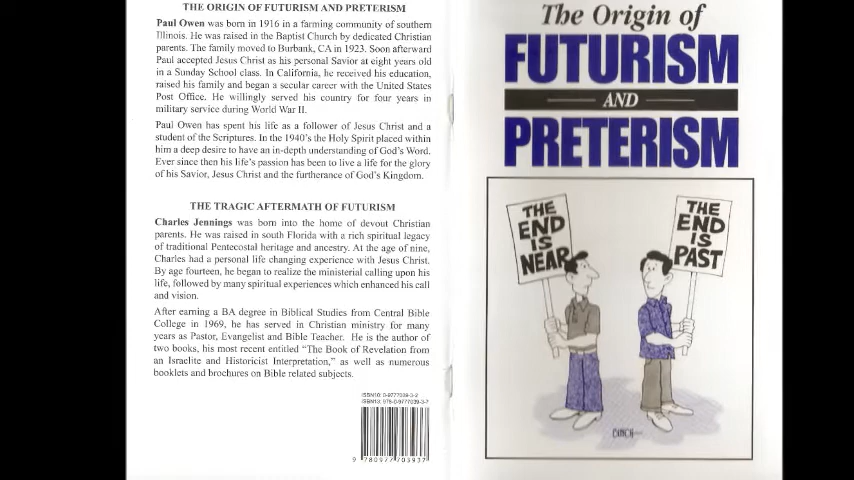 THE ORIGIN OF FUTURISM AND PRETERISM
Paul Owen was born in 1916 in a farming community of southern
Illinois. He was raised in the Baptist Church by dedicated Christian
parents. The family moved to Burbank, CA in 1923. Soon afterward
Paul accepted Jesus Christ as his personal Savior at eight years old
in a Sunday School class. In California, he received his education,
raised his family and began a secular career with the United States
Post Office. He willingly served his country for four years in
military service during World War II.
Paul Owen has spent his life as a follower of Jesus Christ and a
student of the Scriptures. In the 1940's the Holy Spirit placed within
him a deep desire to have an in-depth understanding of God's Word.
Ever since then his life's passion has been to live a life for the glory
of his Savior, Jesus Christ and the furtherance of God's Kingdom.
THE TRAGIC AFTERMATH OF FUTURISM
Charles Jennings was born into the home of devout Christian
parents. He was raised in south Florida with a rich spiritual legacy
of traditional Pentecostal heritage and ancestry. At the age of nine,
Charles had a personal life changing experience with Jesus Christ.
By age fourteen, he began to realize the ministerial calling upon his
life, followed by many spiritual experiences which enhanced his call
and vision.
After earning a BA degree in Biblical Studies from Central Bible
College in 1969, he has served in Christian ministry for many
years as Pastor, Evangelist and Bible Teacher. He is the author of
two books, his most recent entitled "The Book of Revelation from
an Israelite and Historicist Interpretation," as well as numerous
booklets and brochures on Bible related subjects.
ISBN10: 0-9777039-3-2
ISBN13: 978-0-9777039-3-7
9 780977 703937
The Origin of
FUTURISM
AND
PRETERISM
THE
END
IS
NEAR
THE
END
IS
PAST